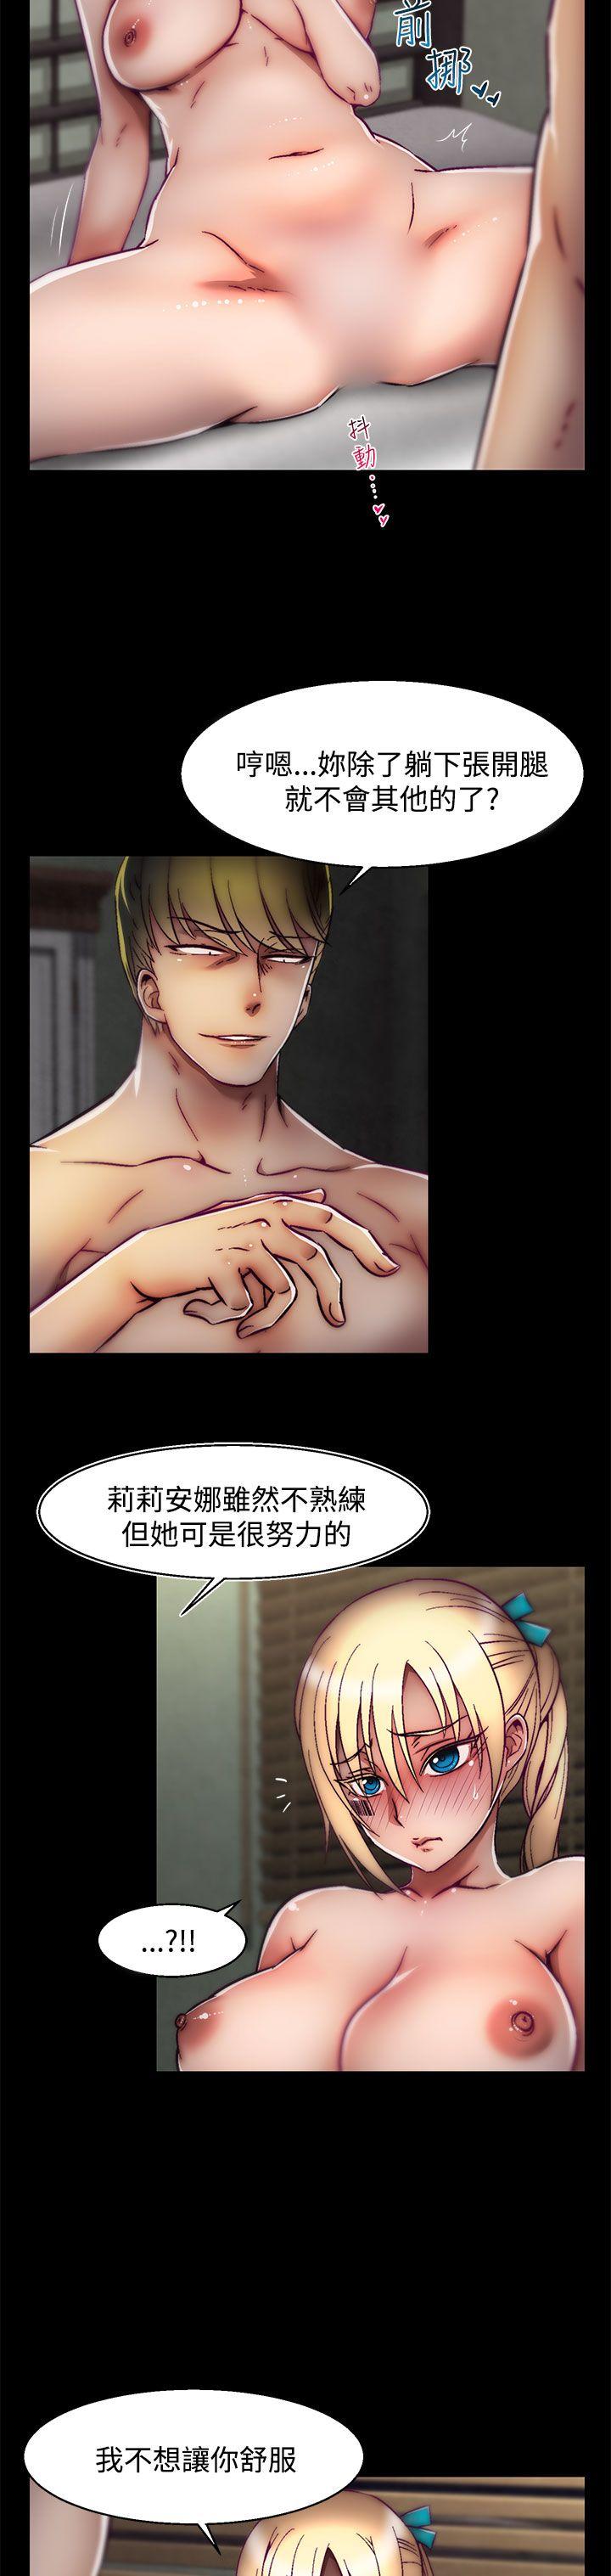 前
挪
抖
動…
哼嗯...妳除了躺下張開腿
就不會其他的了?
莉莉安娜雖然不熟練
但她可是很努力的
...?!!
我不想讓你舒服